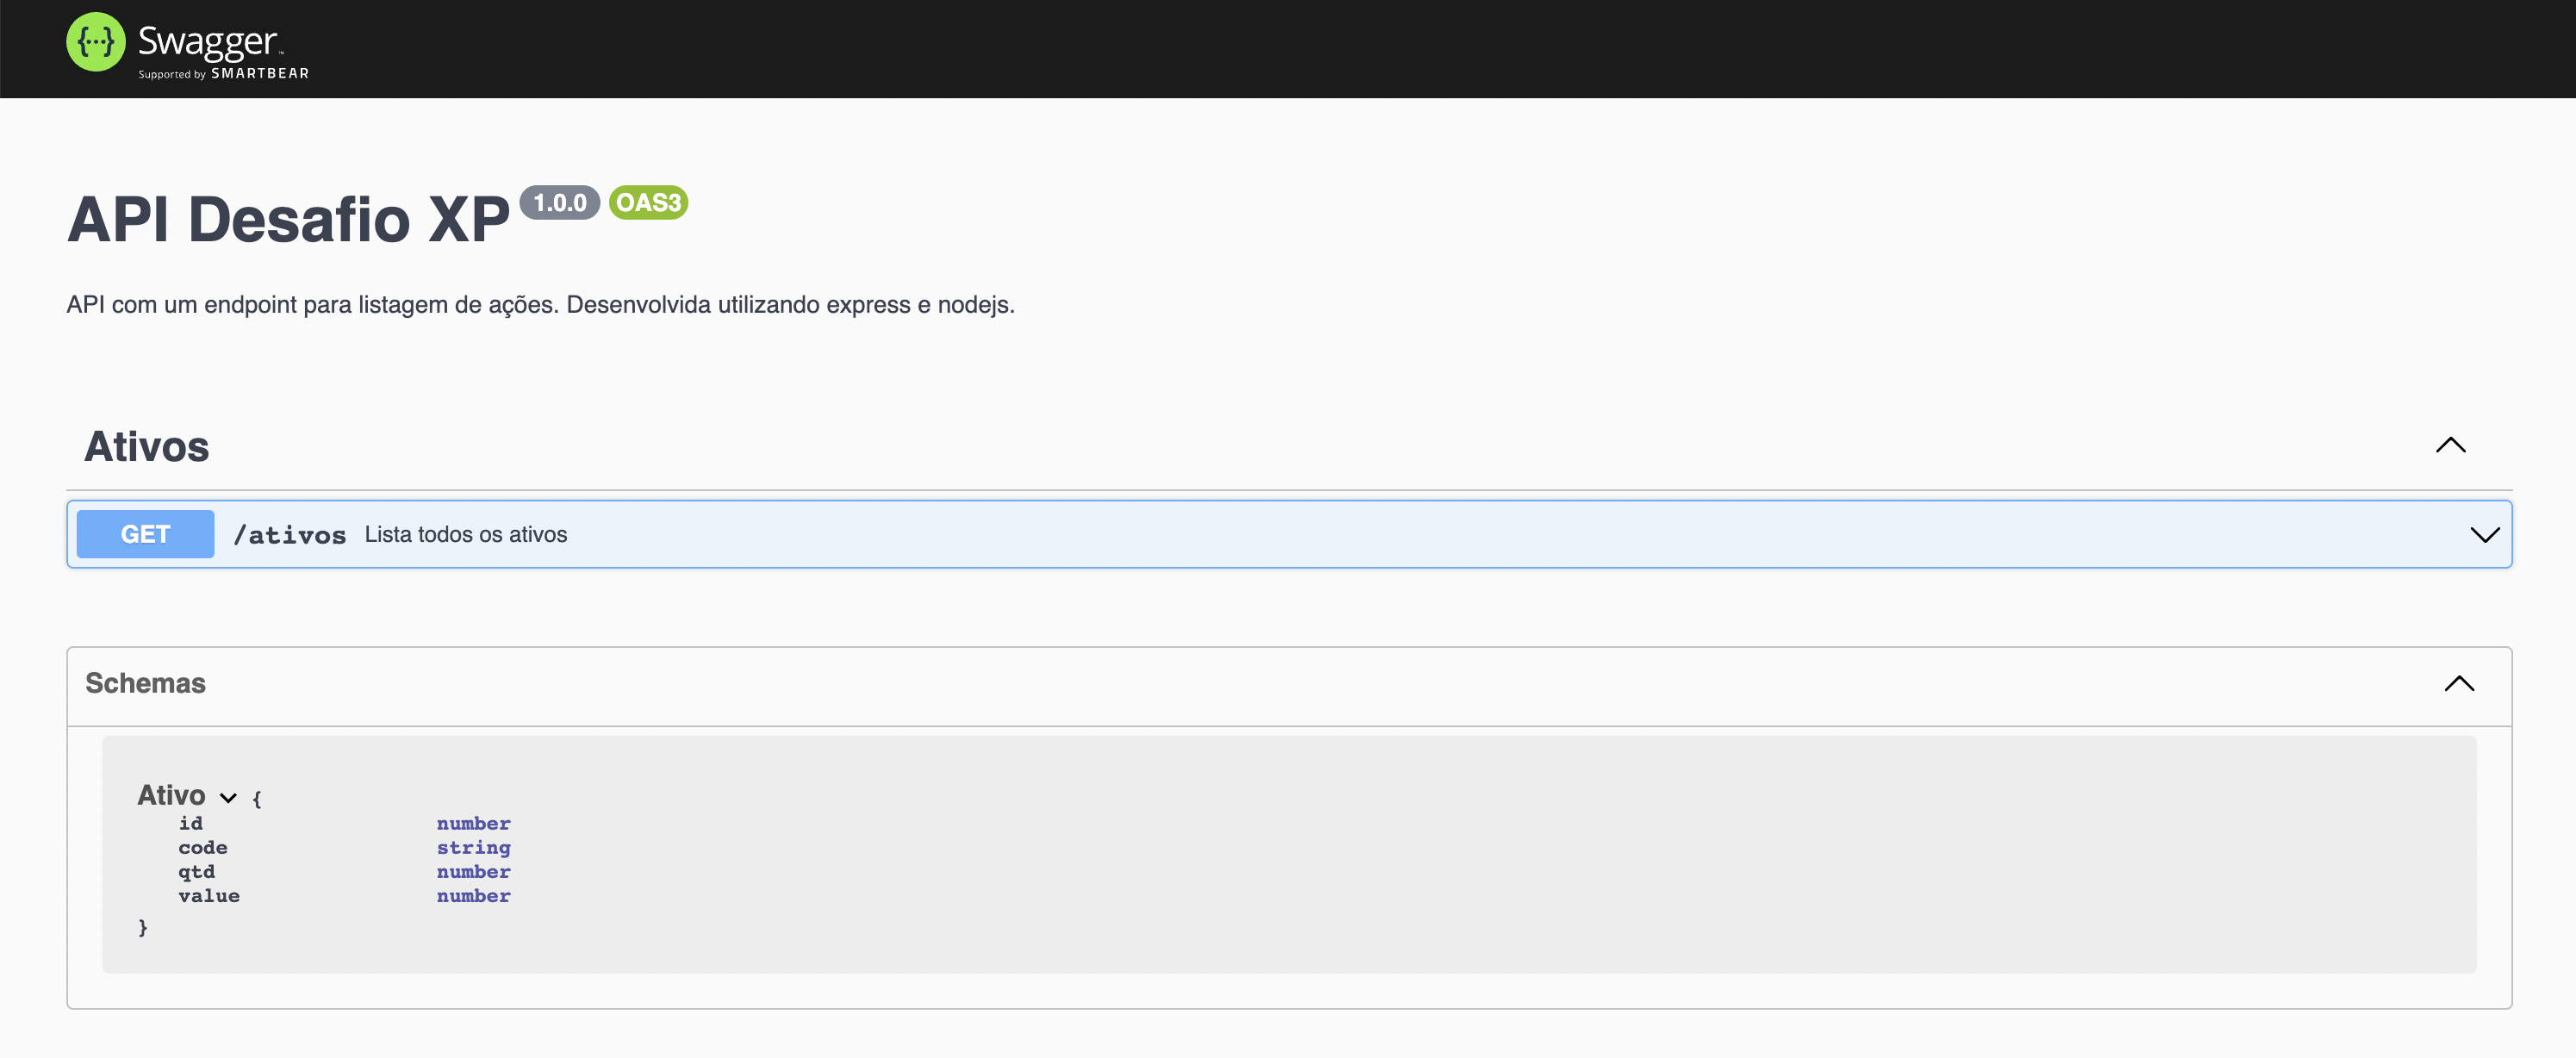 {···} Swagger™
Supported by SMARTBEAR
API Desafio XP 1.0.0 OAS3
API com um endpoint para listagem de ações. Desenvolvida utilizando express e nodejs.
Ativos
GET /ativos Lista todos os ativos
Schemas
Ativo {
id number
code string
qtd number
value number
}